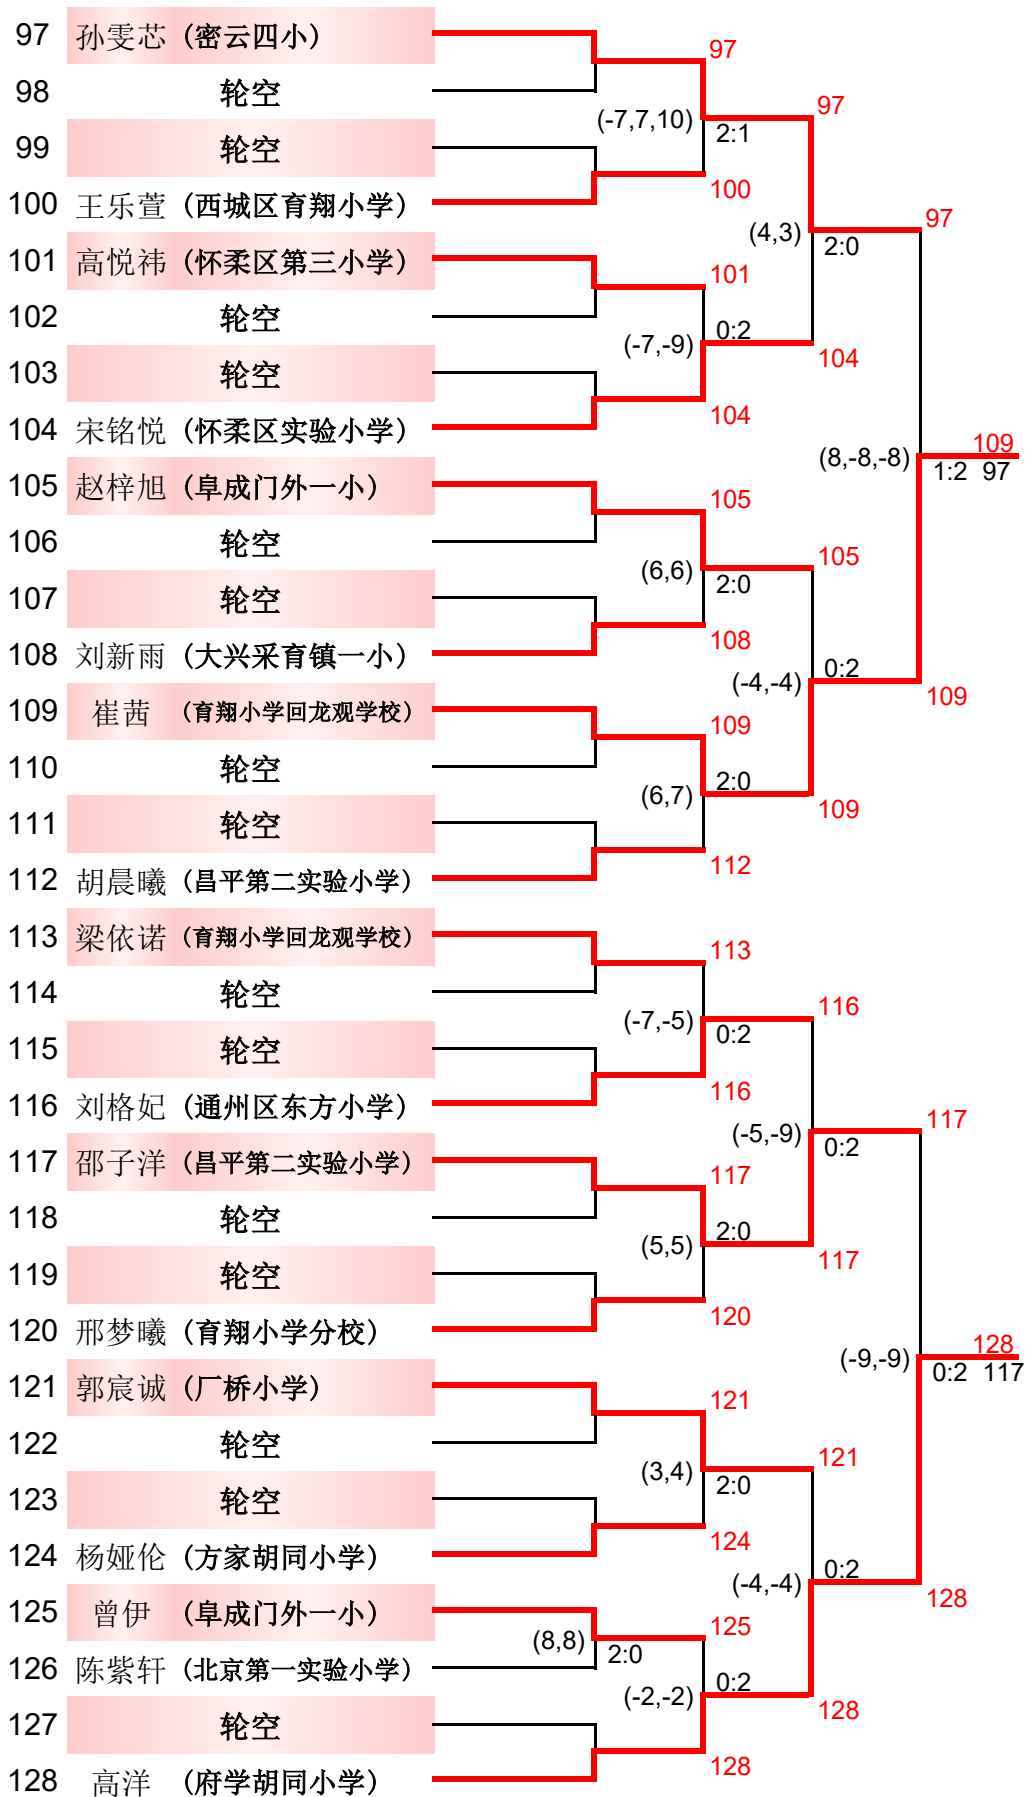 97 孙雯芯 (密云四小)
97
98 轮空
97
(-7,7,10) 2:1
99 轮空
100
100 王乐萱 (西城区育翔小学)
97
(4,3) 2:0
101 高悦祎 (怀柔区第三小学)
101
102 轮空
0:2
(-7,-9)
104
103 轮空
104
104 宋铭悦 (怀柔区实验小学)
109
(8,-8,-8) 1:2 97
105 赵梓旭 (阜成门外一小)
105
106 轮空
105
(6,6) 2:0
107 轮空
108
108 刘新雨 (大兴采育镇一小)
0:2
(-4,-4)
109
109 崔茜 (育翔小学回龙观学校)
109
110 轮空
2:0
(6,7)
109
111 轮空
112
112 胡晨曦 (昌平第二实验小学)
113 梁依诺 (育翔小学回龙观学校)
113
114 轮空
116
(-7,-5) 0:2
115 轮空
116
116 刘格妃 (通州区东方小学)
117
(-5,-9) 0:2
117 邵子洋 (昌平第二实验小学)
117
118 轮空
2:0
(5,5)
117
119 轮空
120
120 邢梦曦 (育翔小学分校)
128
(-9,-9) 0:2 117
121 郭宸诚 (厂桥小学)
121
122 轮空
121
(3,4) 2:0
123 轮空
124
124 杨娅伦 (方家胡同小学)
0:2
(-4,-4)
128
125 曾伊 (阜成门外一小)
125
(8,8) 2:0
126 陈紫轩 (北京第一实验小学)
0:2
(-2,-2)
128
127 轮空
128
128 高洋 (府学胡同小学)